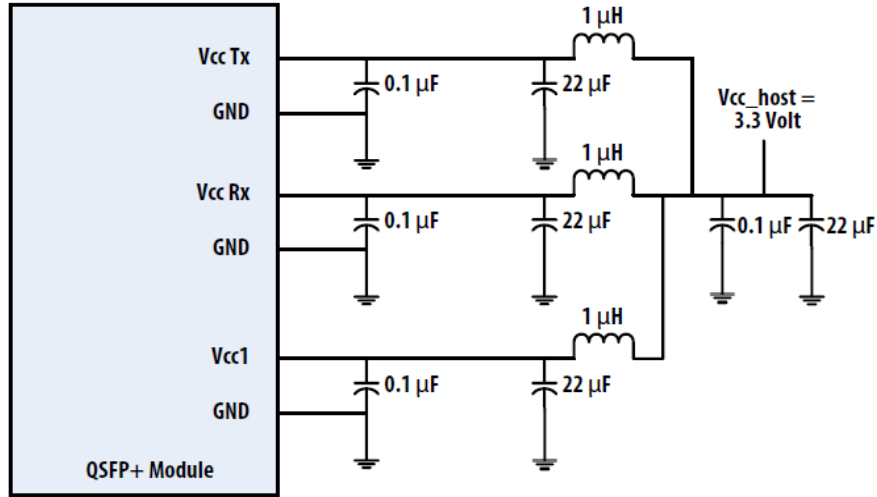 1 μH
Vcc Tx
0.1 μF
22 μF
GND
Vcc_host =
3.3 Volt
1 μH
Vcc Rx
0.1 μF
22 μF
0.1 μF
22 μF
GND
1 μH
Vcc1
0.1 μF
22 μF
GND
QSFP+ Module